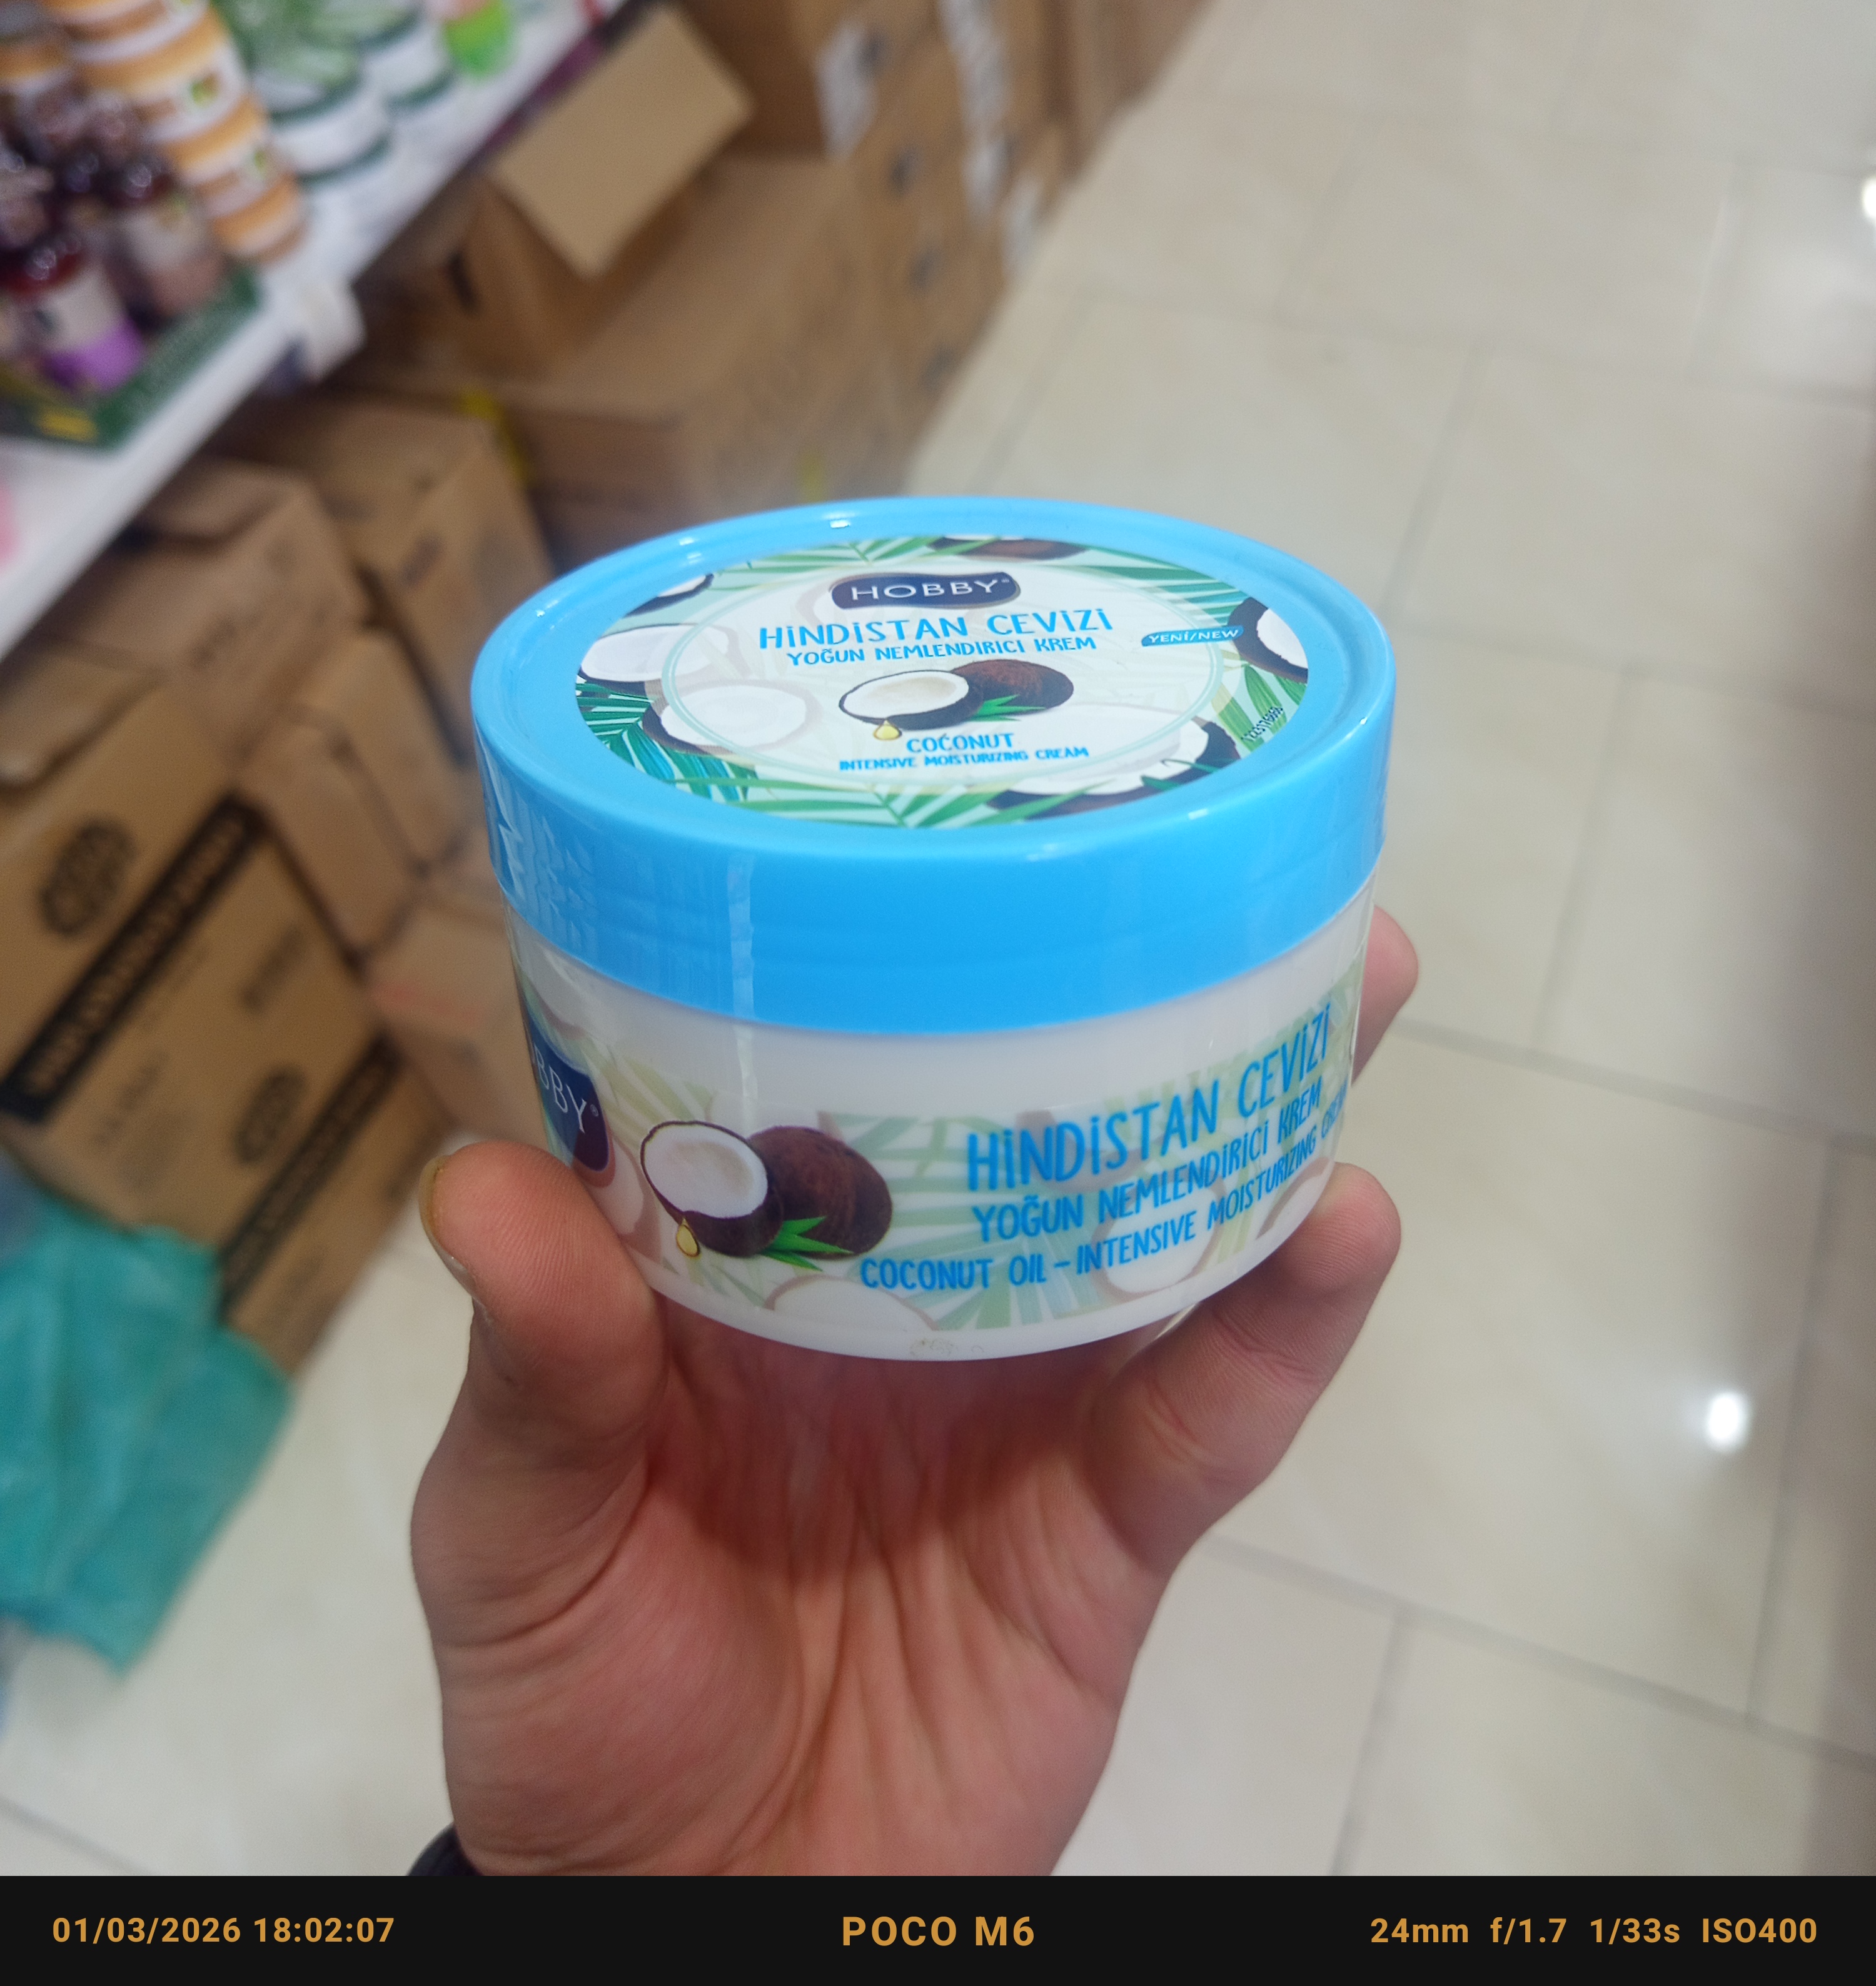 HOBBY®
HİNDİSTAN CEVİZİ
YOĞUN NEMLENDİRİCİ KREM
YENİ/NEW
COCONUT
INTENSIVE MOISTURIZING CREAM
BBY®
HİNDİSTAN CEVİZİ
YOĞUN NEMLENDİRİCİ KREM
COCONUT OIL - INTENSIVE MOISTURIZING
01/03/2026 18:02:07
POCO M6
24mm f/1.7 1/33s ISO400